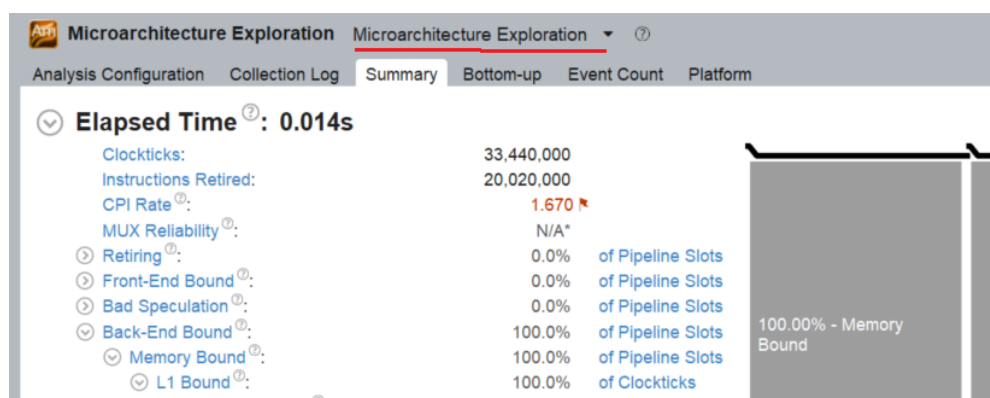 Microarchitecture Exploration Microarchitecture Exploration ?
Analysis Configuration Collection Log Summary Bottom-up Event Count Platform
Elapsed Time ?: 0.014s
Clockticks: 33,440,000
Instructions Retired: 20,020,000
CPI Rate ?: 1.670
MUX Reliability ?: N/A*
Retiring ?: 0.0% of Pipeline Slots
Front-End Bound ?: 0.0% of Pipeline Slots
Bad Speculation ?: 0.0% of Pipeline Slots
Back-End Bound ?: 100.0% of Pipeline Slots
Memory Bound ?: 100.0% of Pipeline Slots
L1 Bound ?: 100.0% of Clockticks
100.00% - Memory
Bound